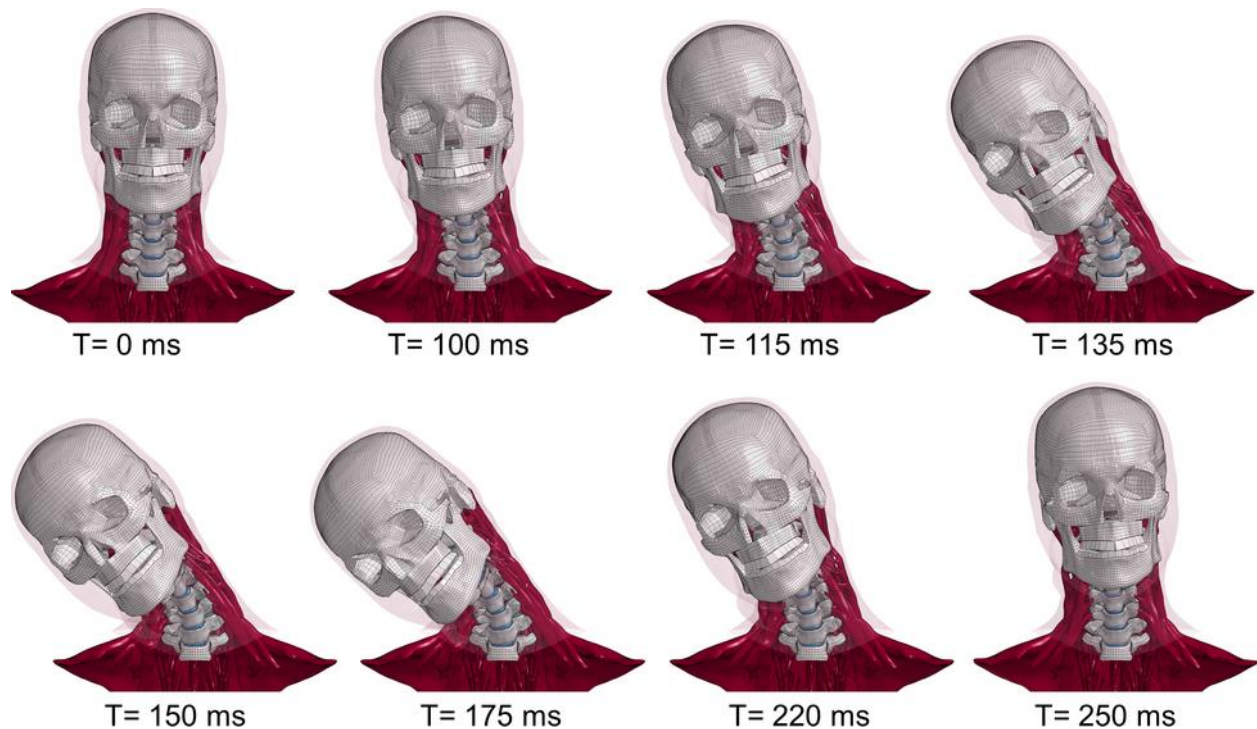 T= 0 ms
T= 100 ms
T= 115 ms
T= 135 ms
T= 150 ms
T= 175 ms
T= 220 ms
T= 250 ms